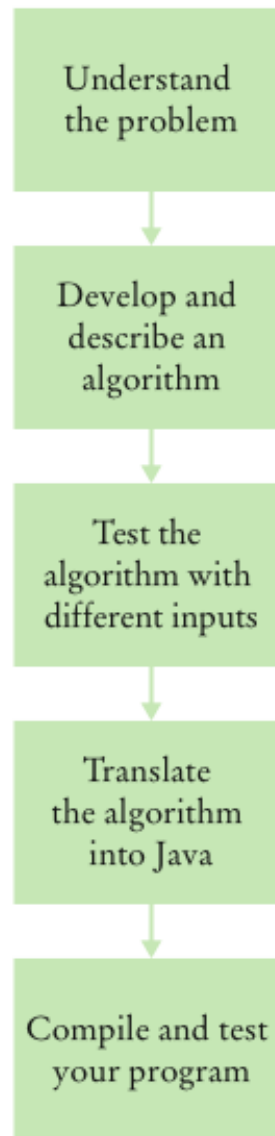 Understand
the problem
Develop and
describe an
algorithm
Test the
algorithm with
different inputs
Translate
the algorithm
into Java
Compile and test
your program